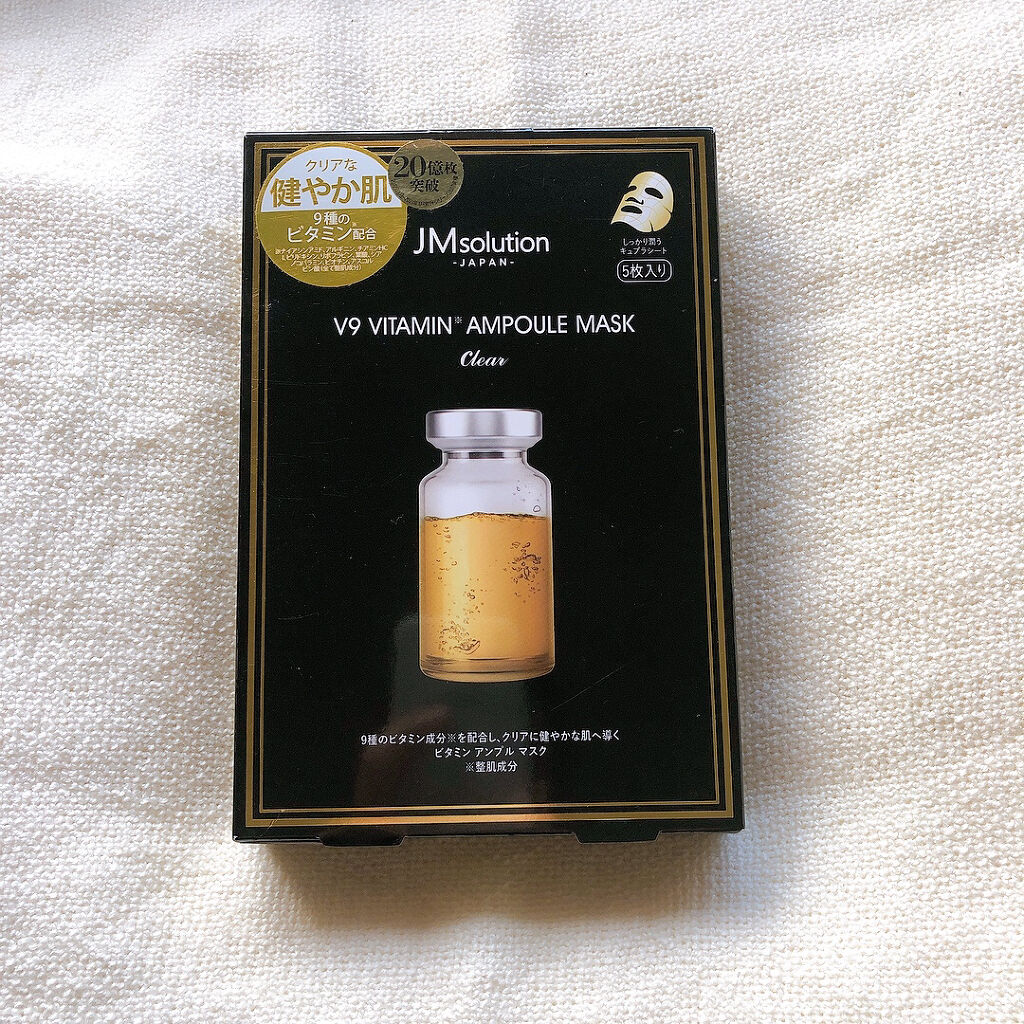 クリアな
健やか肌
9種の
ビタミン※配合
20億枚
突破
JMsolution
-JAPAN-
しっかり潤う
キュプラシート
5枚入り
V9 VITAMIN※ AMPOULE MASK
Clear
9種のビタミン成分※を配合し、クリアに健やかな肌へ導く
ビタミン アンプル マスク
※整肌成分